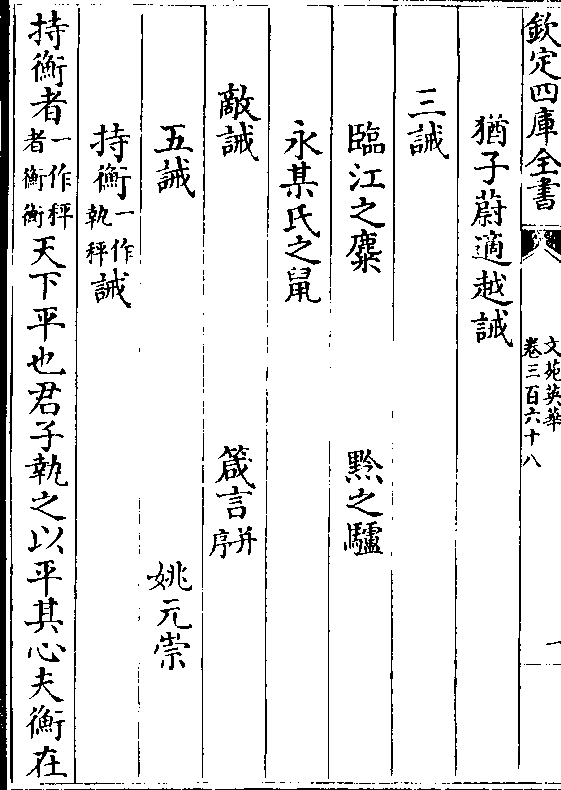 欽定四庫全書
文苑英華
卷三百六十八
一
猶子蔚適越誡
三誡
臨江之麋　黔之驢
永某氏之鼠
敵誡　箴言并序
五誡　姚元崇
持衡一作執秤誡
持衡者一作秤者衡衡天下平也君子執之以平其心夫衡在